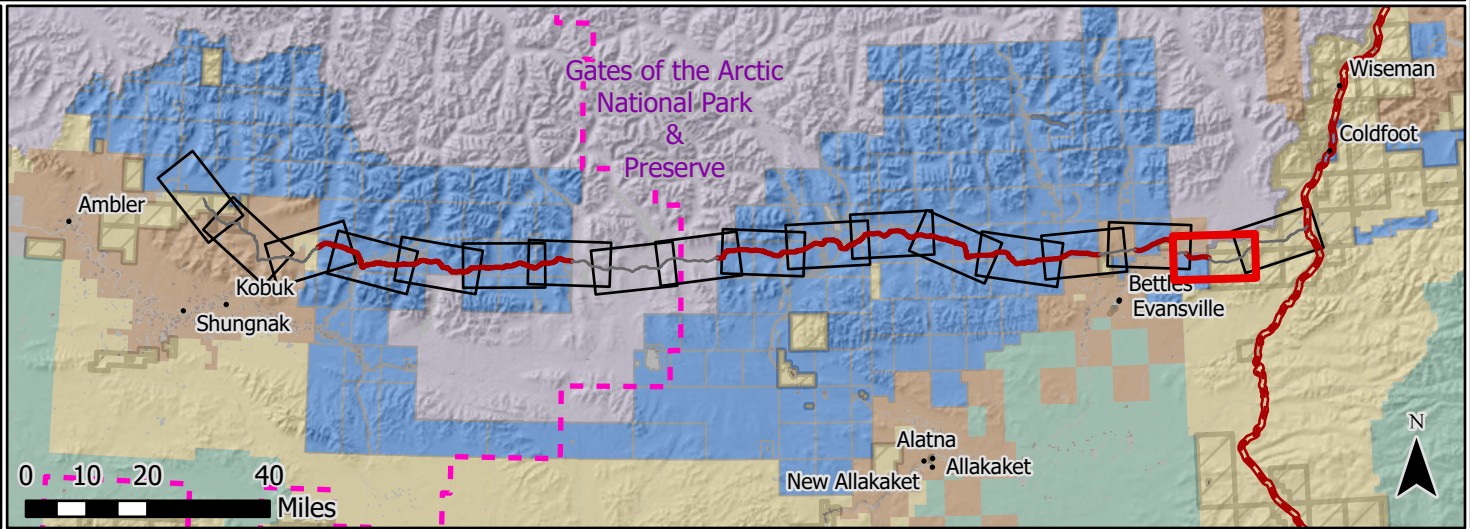 Gates of the Arctic
National Park
&
Preserve
Wiseman
Coldfoot
Ambler
Kobuk
Shungnak
Bettles
Evansville
Alatna
Allakaket
New Allakaket
N
0 10 20 40
Miles